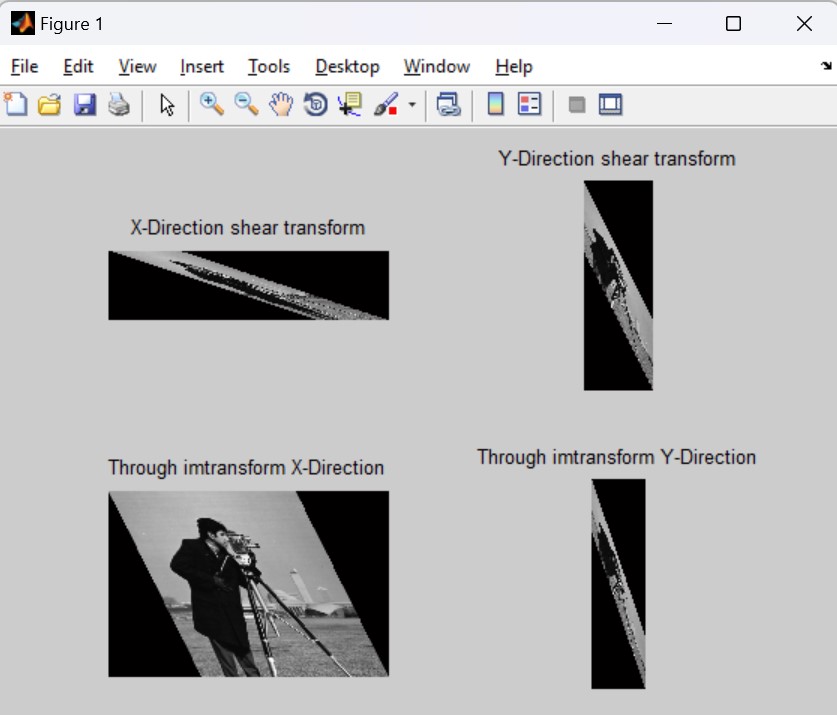 Figure 1
File Edit View Insert Tools Desktop Window Help
Y-Direction shear transform
X-Direction shear transform
Through imtransform Y-Direction
Through imtransform X-Direction